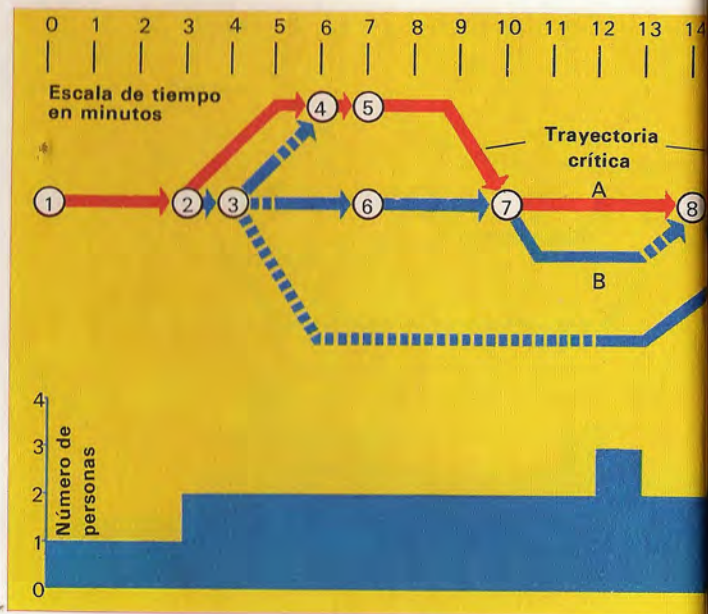 0 1 2 3 4 5 6 7 8 9 10 11 12 13 14
Escala de tiempo
en minutos
4 5
Trayectoria
crítica
1 2 3 6 7 A 8
B
4
3
2
1
0
Número de
personas